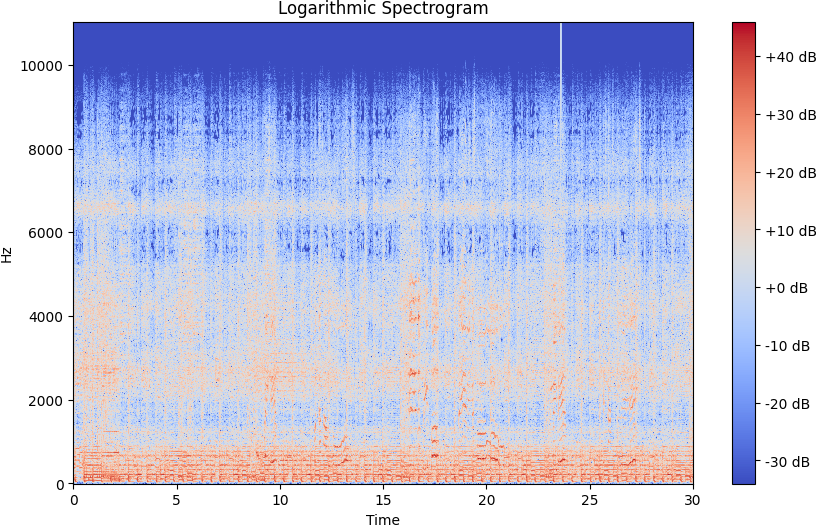 Logarithmic Spectrogram
Hz
10000
8000
6000
4000
2000
0
0 5 10 15 20 25 30
Time
+40 dB
+30 dB
+20 dB
+10 dB
+0 dB
-10 dB
-20 dB
-30 dB